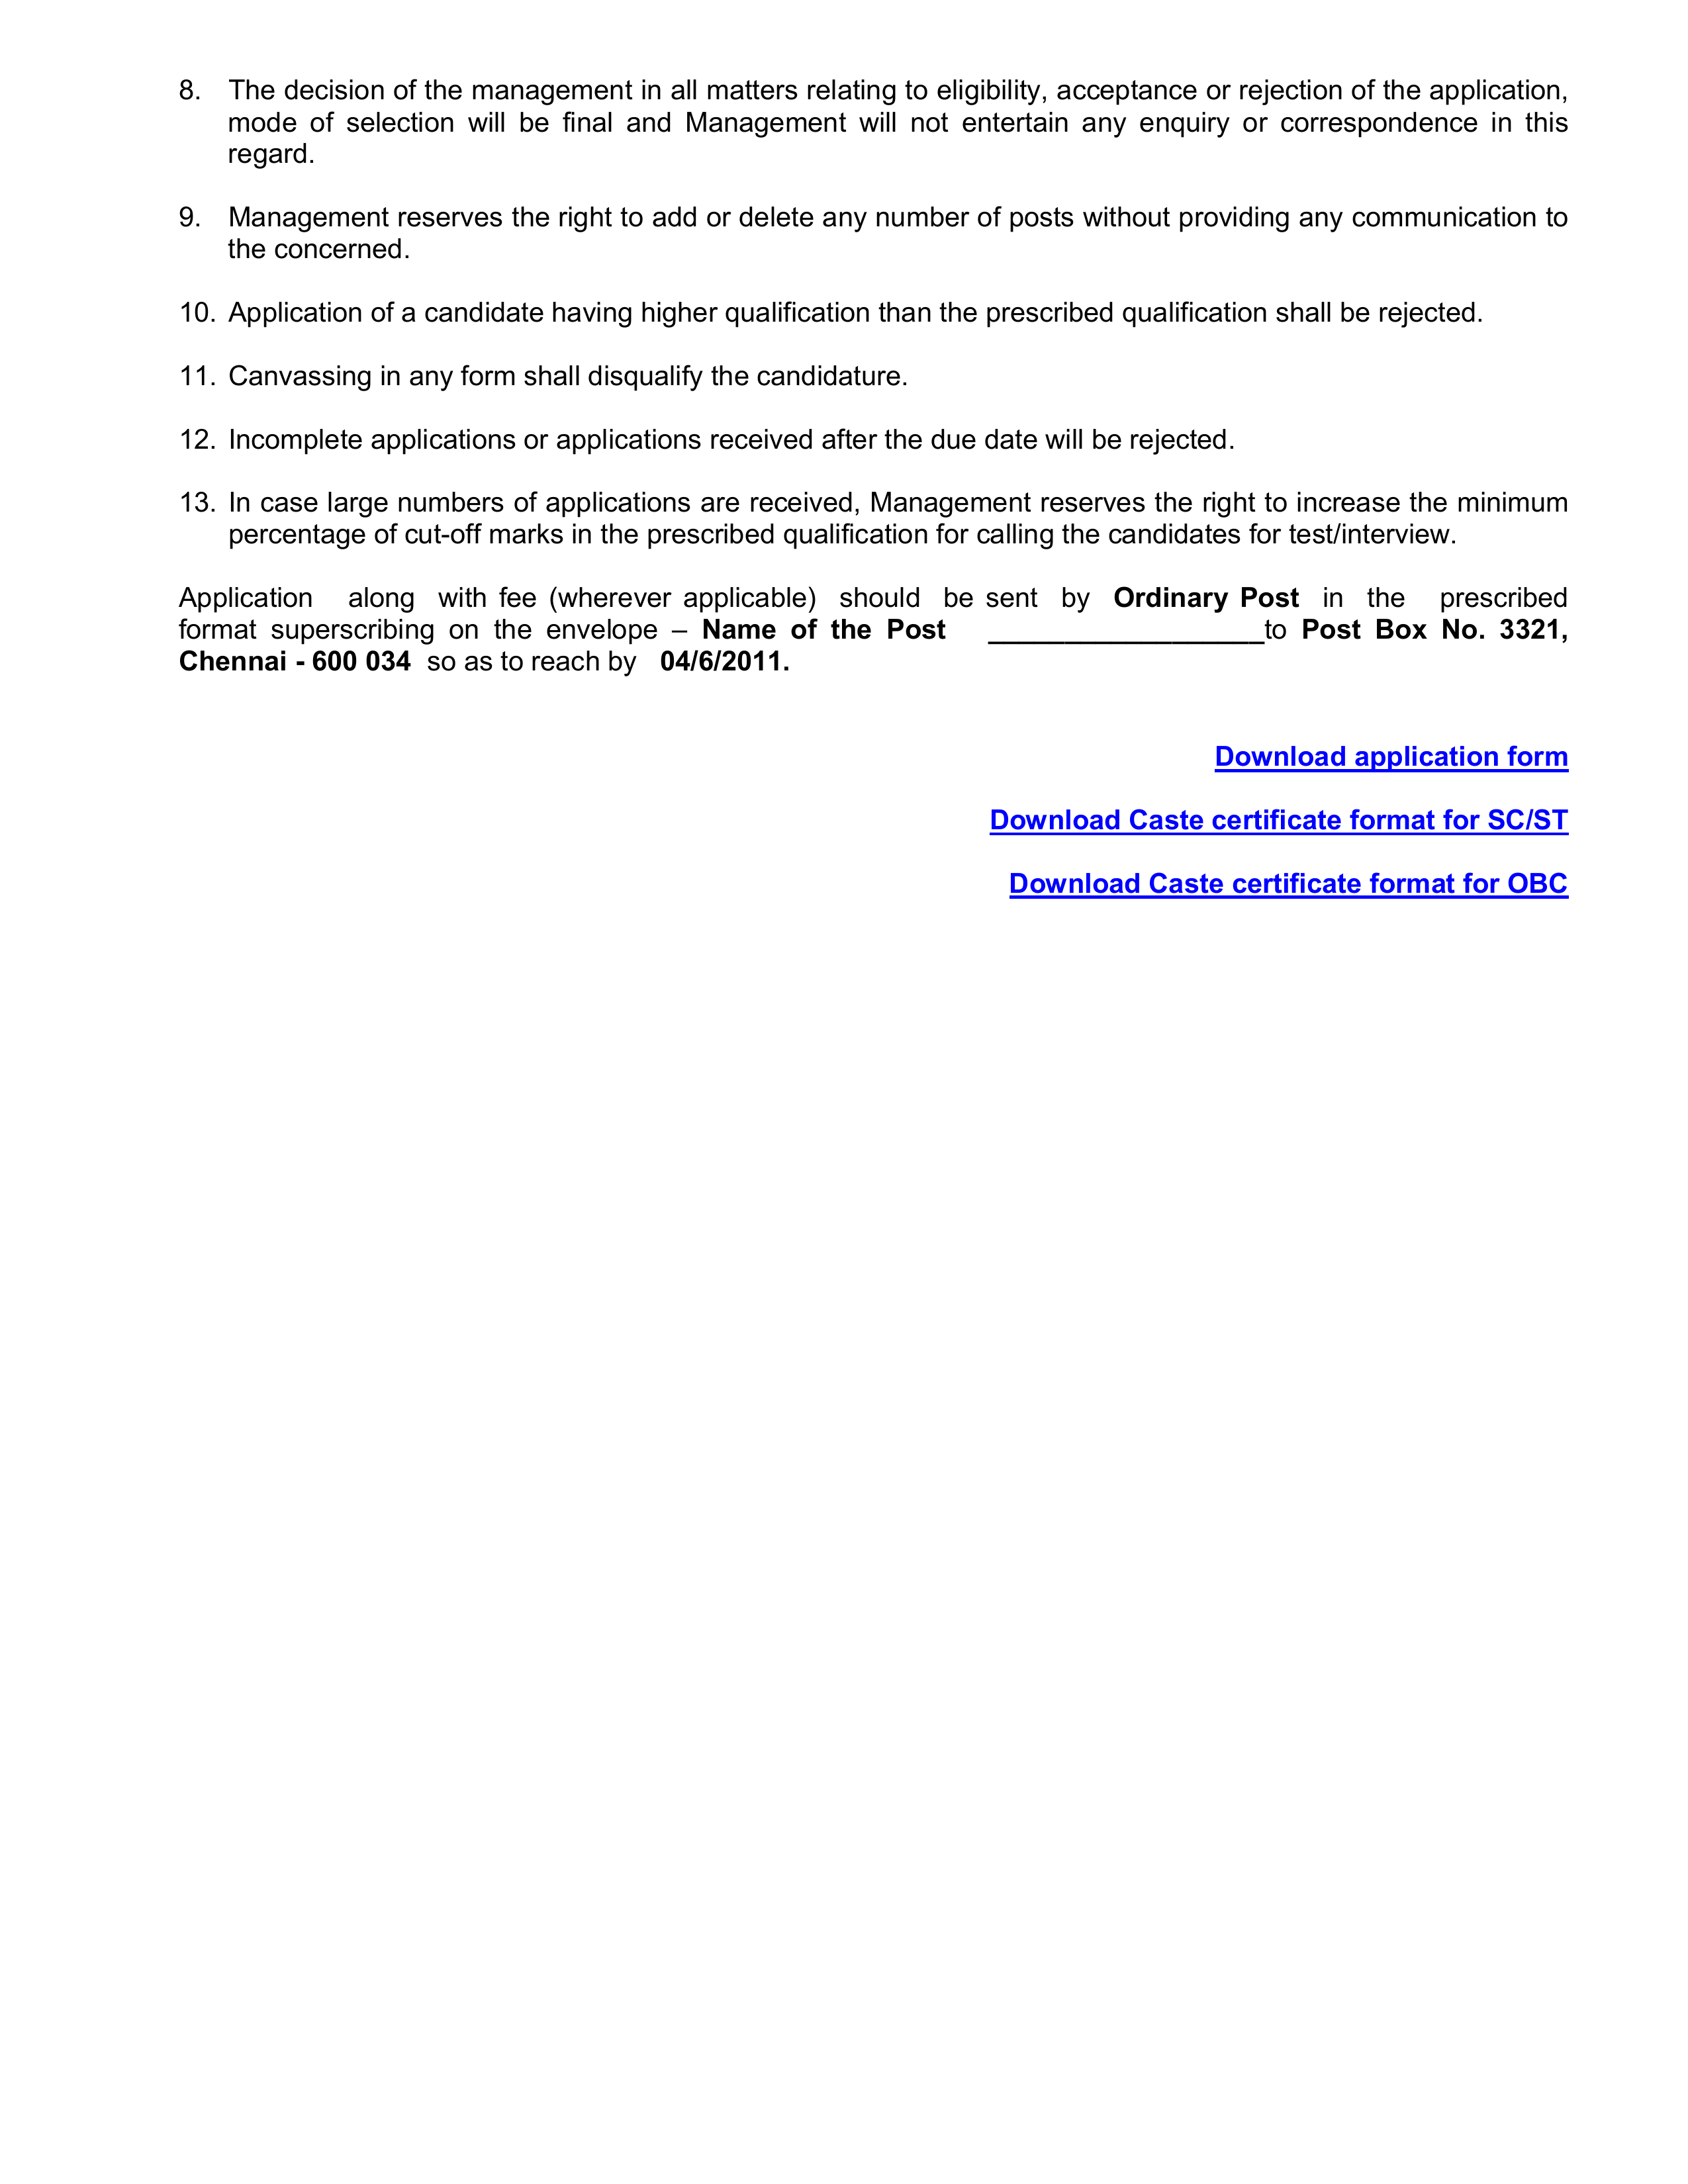 8. The decision of the management in all matters relating to eligibility, acceptance or rejection of the application,
mode of selection will be final and Management will not entertain any enquiry or correspondence in this
regard.
9. Management reserves the right to add or delete any number of posts without providing any communication to
the concerned.
10. Application of a candidate having higher qualification than the prescribed qualification shall be rejected.
11. Canvassing in any form shall disqualify the candidature.
12. Incomplete applications or applications received after the due date will be rejected.
13. In case large numbers of applications are received, Management reserves the right to increase the minimum
percentage of cut-off marks in the prescribed qualification for calling the candidates for test/interview.
Application along with fee (wherever applicable) should be sent by Ordinary Post in the prescribed
format superscribing on the envelope – Name of the Post __________________to Post Box No. 3321,
Chennai - 600 034 so as to reach by 04/6/2011.
Download application form
Download Caste certificate format for SC/ST
Download Caste certificate format for OBC